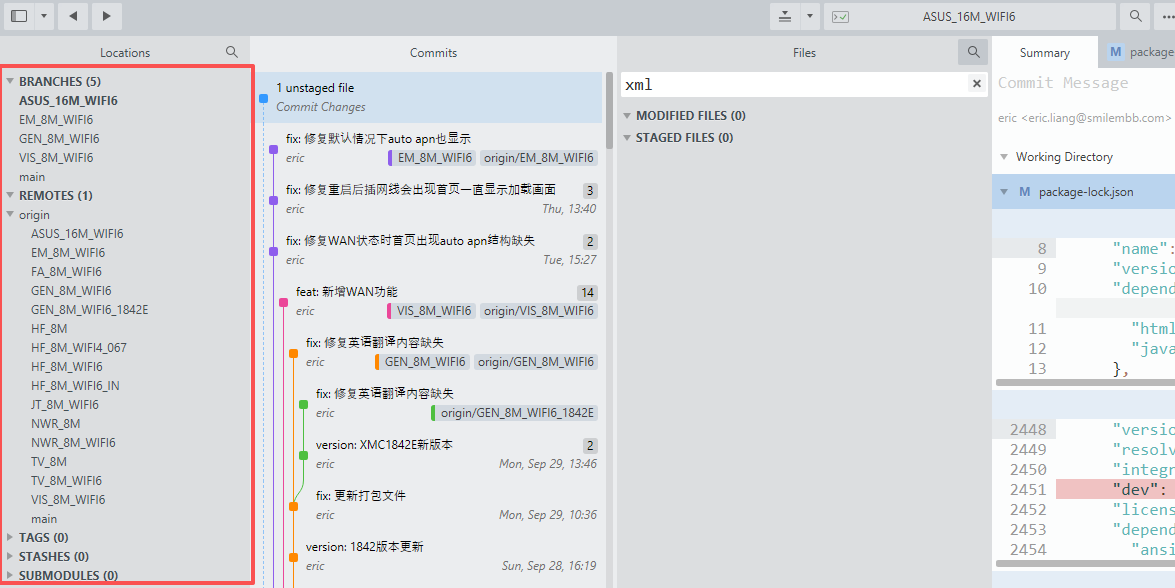 ASUS_16M_WIFI6
Locations
BRANCHES (5)
ASUS_16M_WIFI6
EM_8M_WIFI6
GEN_8M_WIFI6
VIS_8M_WIFI6
main
REMOTES (1)
origin
ASUS_16M_WIFI6
EM_8M_WIFI6
FA_8M_WIFI6
GEN_8M_WIFI6
GEN_8M_WIFI6_1842E
HF_8M
HF_8M_WIFI4_067
HF_8M_WIFI6
HF_8M_WIFI6_IN
JT_8M_WIFI6
NWR_8M
NWR_8M_WIFI6
TV_8M
TV_8M_WIFI6
VIS_8M_WIFI6
main
TAGS (0)
STASHES (0)
SUBMODULES (0)
Commits
1 unstaged file
Commit Changes
fix: 修复默认情况下auto apn也显示
eric EM_8M_WIFI6 origin/EM_8M_WIFI6
fix: 修复重启后插网线会出现首页一直显示加载画面 3
eric Thu, 13:40
fix: 修复WAN状态时首页出现auto apn结构缺失 2
eric Tue, 15:27
feat: 新增WAN功能 14
eric VIS_8M_WIFI6 origin/VIS_8M_WIFI6
fix: 修复英语翻译内容缺失
eric GEN_8M_WIFI6 origin/GEN_8M_WIFI6
fix: 修复英语翻译内容缺失
eric origin/GEN_8M_WIFI6_1842E
version: XMC1842E新版本 2
eric Mon, Sep 29, 13:46
fix: 更新打包文件
eric Mon, Sep 29, 10:36
version: 1842版本更新
eric Sun, Sep 28, 16:19
Files
xml
MODIFIED FILES (0)
STAGED FILES (0)
Summary M package
Commit Message
eric <eric.liang@smilembb.com>
Working Directory
M package-lock.json
8 "name":
9 "versio
10 "depend
11 "html
12 "java
13 },
2448 "versio
2449 "resolv
2450 "integr
2451 "dev":
2452 "licens
2453 "depend
2454 "ansi